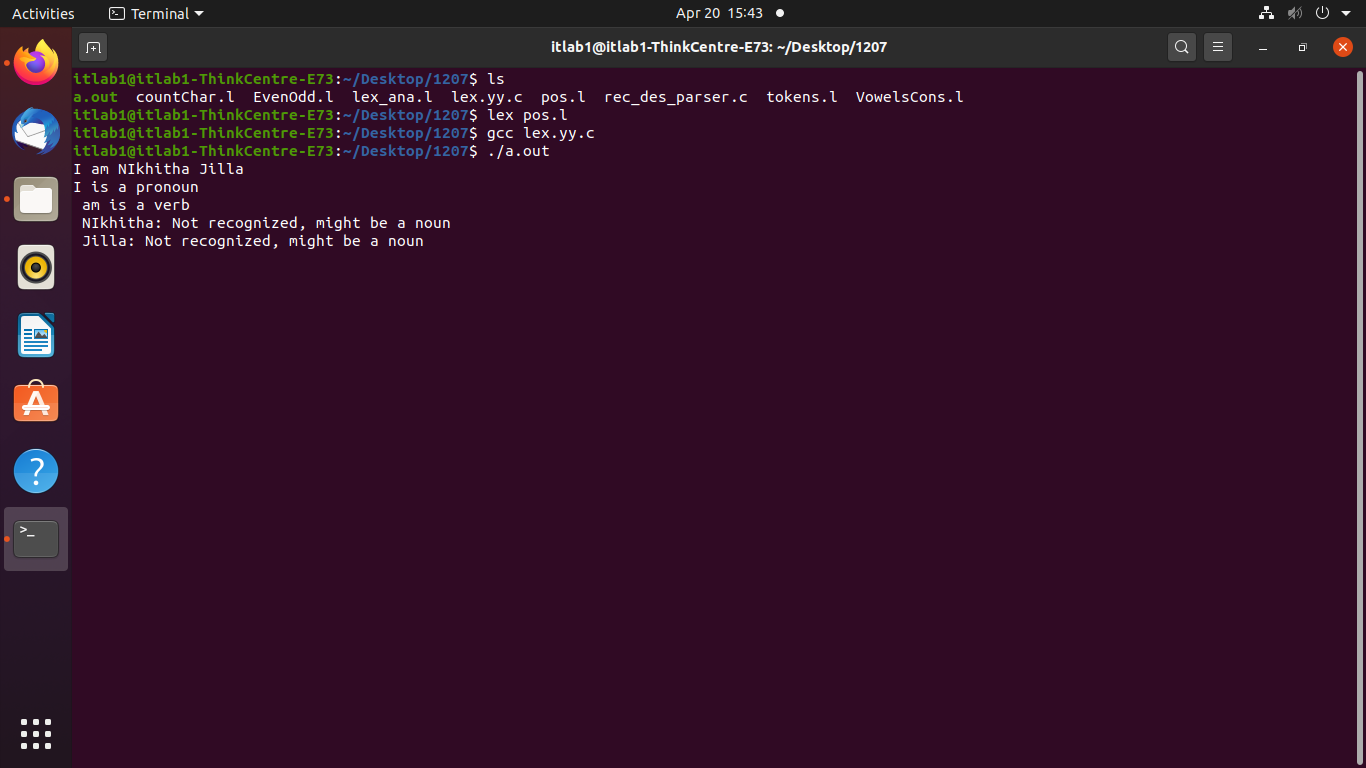 Activities Terminal Apr 20 15:43
itlab1@itlab1-ThinkCentre-E73: ~/Desktop/1207
itlab1@itlab1-ThinkCentre-E73:~/Desktop/1207$ ls
a.out countChar.l EvenOdd.l lex_ana.l lex.yy.c pos.l rec_des_parser.c tokens.l VowelsCons.l
itlab1@itlab1-ThinkCentre-E73:~/Desktop/1207$ lex pos.l
itlab1@itlab1-ThinkCentre-E73:~/Desktop/1207$ gcc lex.yy.c
itlab1@itlab1-ThinkCentre-E73:~/Desktop/1207$ ./a.out
I am NIkhitha Jilla
I is a pronoun
 am is a verb
 NIkhitha: Not recognized, might be a noun
 Jilla: Not recognized, might be a noun